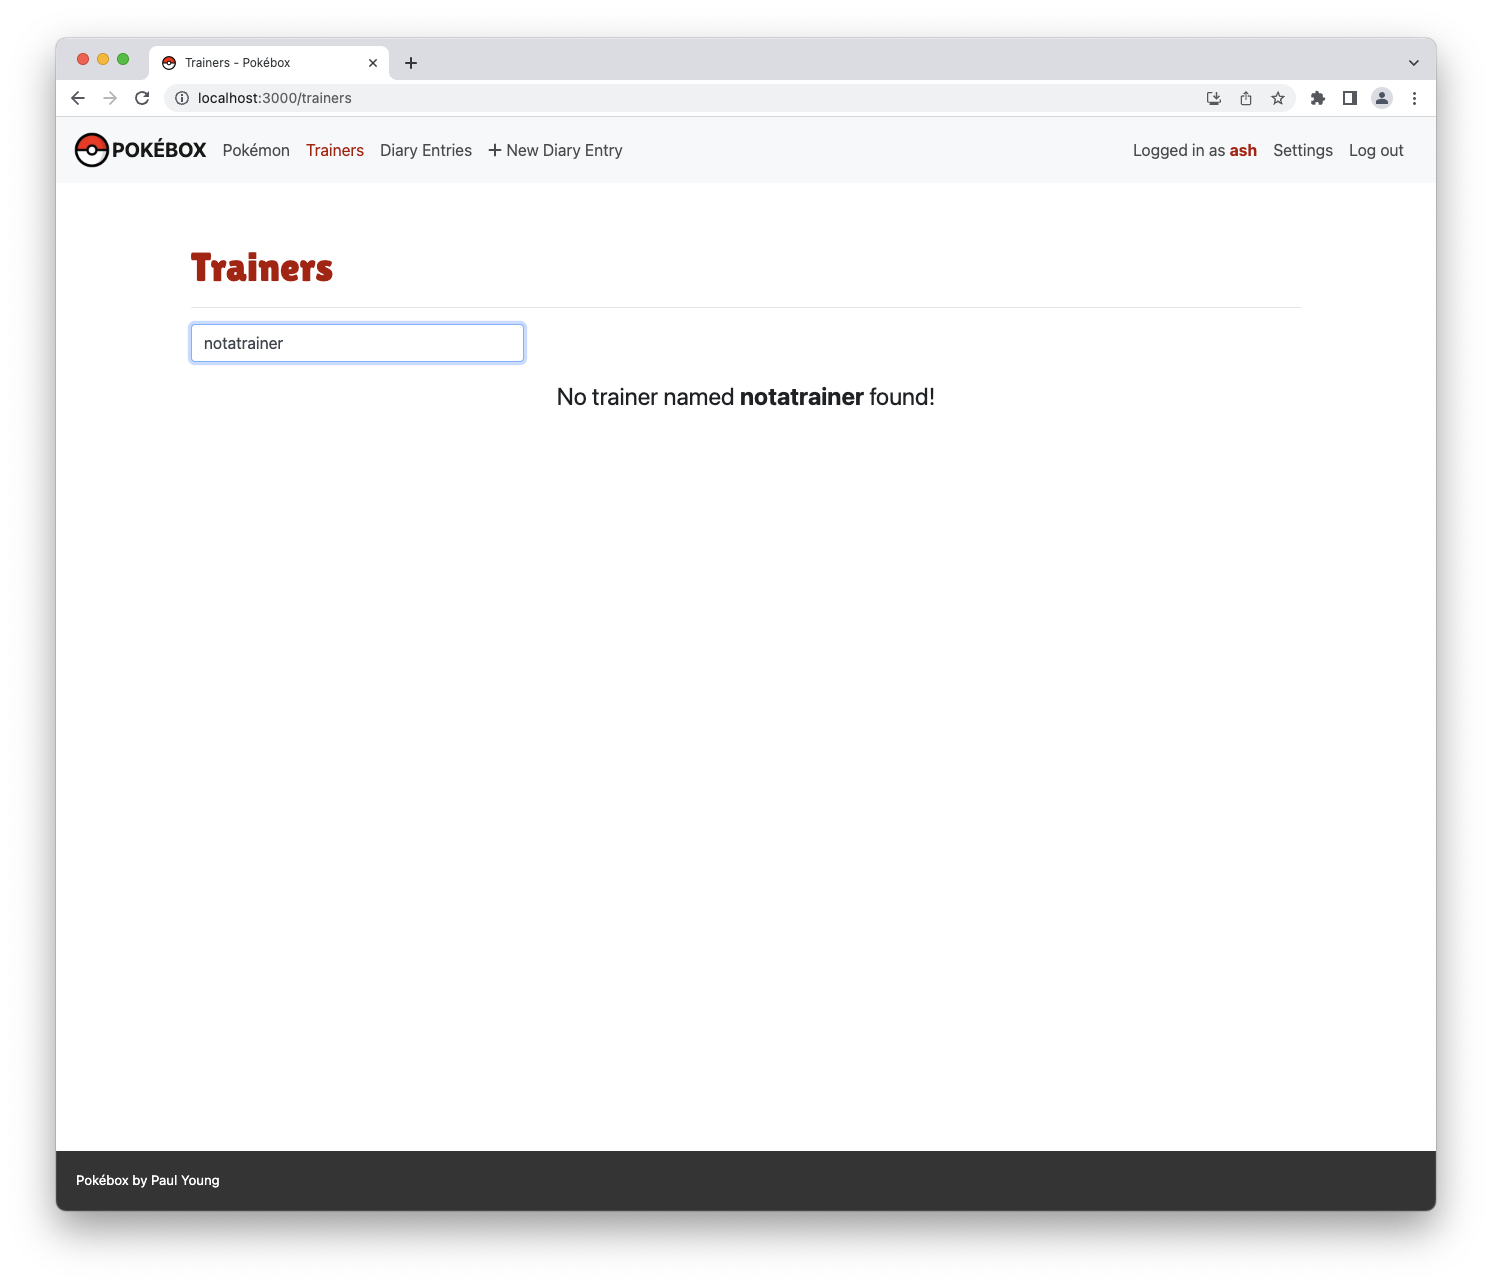 Trainers - Pokébox
localhost:3000/trainers
POKÉBOX Pokémon Trainers Diary Entries + New Diary Entry Logged in as ash Settings Log out
Trainers
notatrainer
No trainer named notatrainer found!
Pokébox by Paul Young